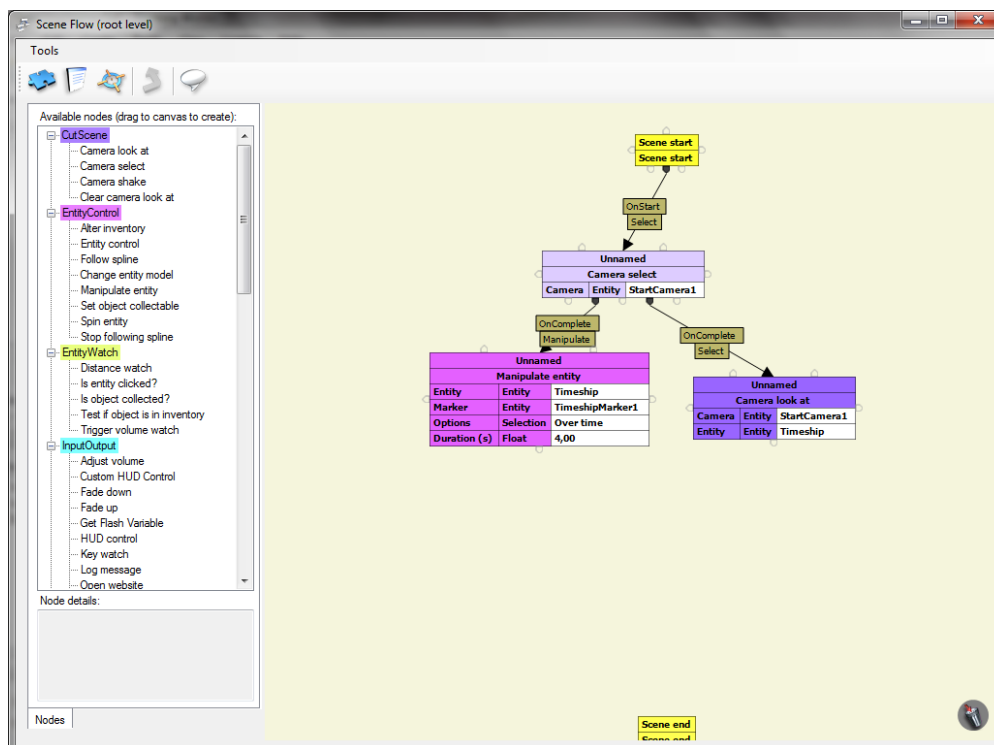 Scene Flow (root level)
Tools
Available nodes (drag to canvas to create):
CutScene
Camera look at
Camera select
Camera shake
Clear camera look at
EntityControl
Alter inventory
Entity control
Follow spline
Change entity model
Manipulate entity
Set object collectable
Spin entity
Stop following spline
EntityWatch
Distance watch
Is entity clicked?
Is object collected?
Test if object is in inventory
Trigger volume watch
InputOutput
Adjust volume
Custom HUD Control
Fade down
Fade up
Get Flash Variable
HUD control
Key watch
Log message
Open website
Node details:
Nodes
Scene start
Scene start
OnStart
Select
Unnamed
Camera select
Camera Entity StartCamera1
OnComplete
Manipulate
Unnamed
Manipulate entity
Entity Entity Timeship
Marker Entity TimeshipMarker1
Options Selection Over time
Duration (s) Float 4,00
OnComplete
Select
Unnamed
Camera look at
Camera Entity StartCamera1
Entity Entity Timeship
Scene end
Scene end